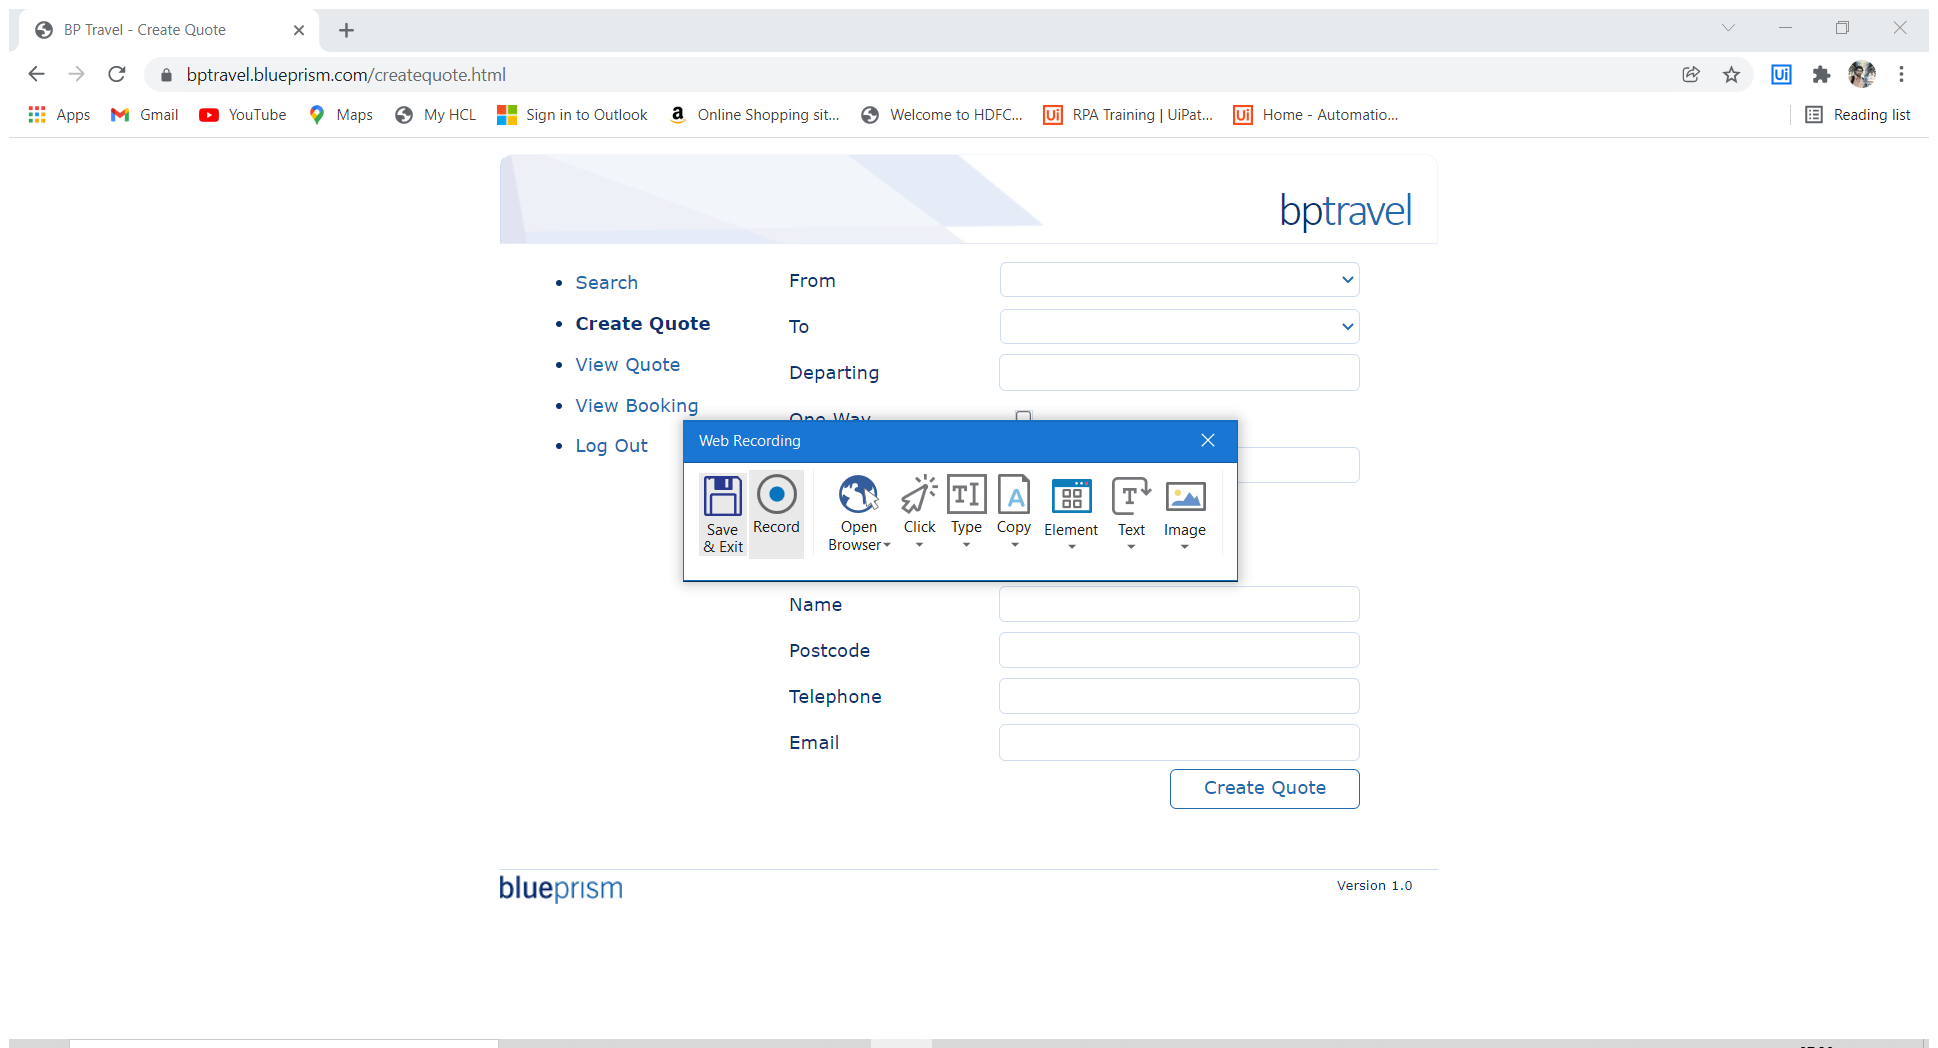 BP Travel - Create Quote
bptravel.blueprism.com/createquote.html
Apps Gmail YouTube Maps My HCL Sign in to Outlook Online Shopping sit... Welcome to HDFC... RPA Training | UiPat... Home - Automatio... Reading list
bptravel
Search
Create Quote
View Quote
View Booking
Log Out
From
To
Departing
One Way
Web Recording
Save & Exit
Record
Open Browser
Click
Type
Copy
Element
Text
Image
Name
Postcode
Telephone
Email
Create Quote
blueprism
Version 1.0